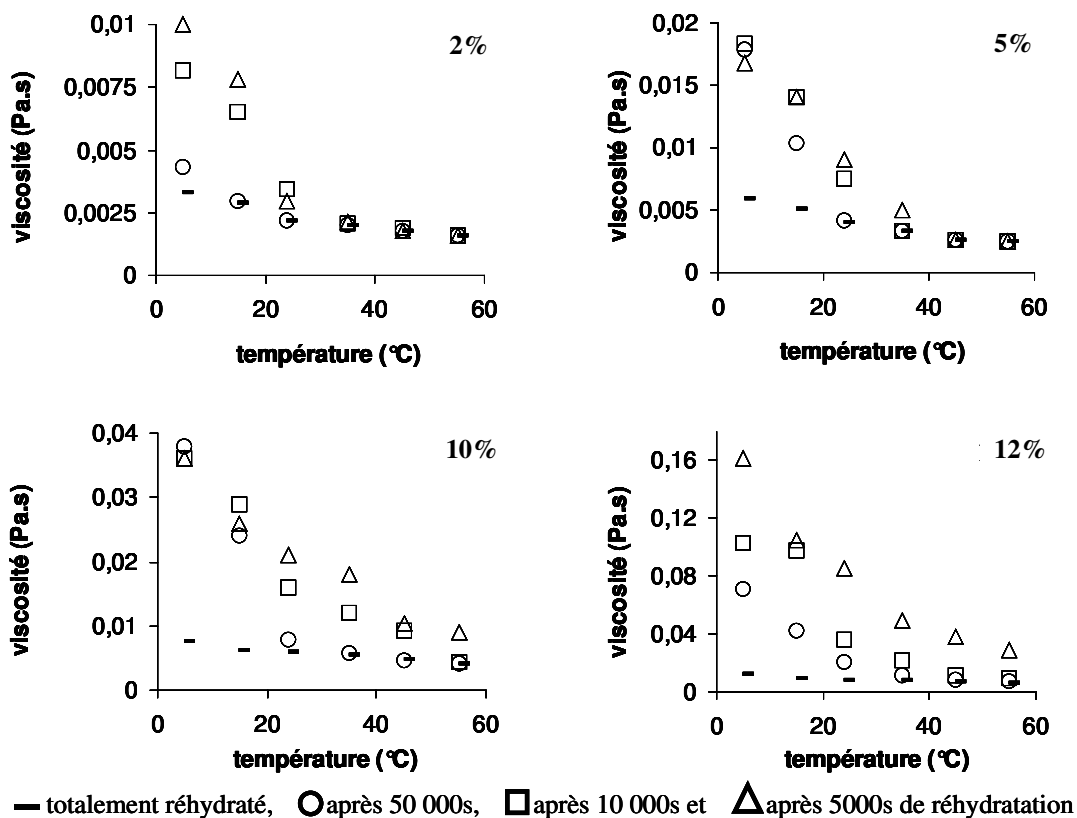 2%
viscosité (Pa.s)
0,01
0,0075
0,005
0,0025
0
0 20 40 60
température (°C)
5%
viscosité (Pa.s)
0,02
0,015
0,01
0,005
0
0 20 40 60
température (°C)
10%
viscosité (Pa.s)
0,04
0,03
0,02
0,01
0
0 20 40 60
température (°C)
12%
viscosité (Pa.s)
0,16
0,12
0,08
0,04
0
0 20 40 60
température (°C)
totalement réhydraté, après 50 000s, après 10 000s et après 5000s de réhydratation